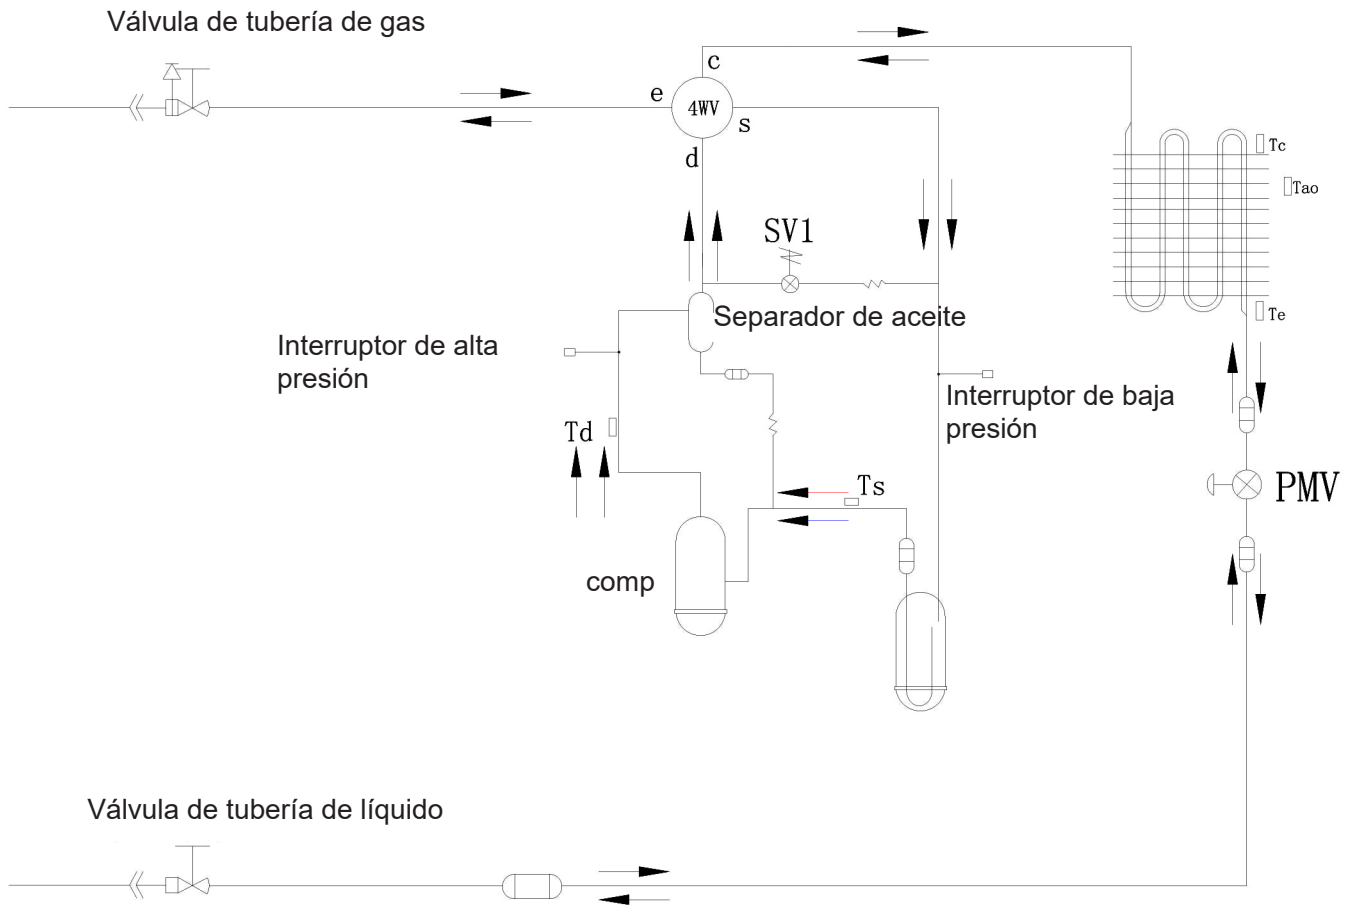 Válvula de tubería de gas
c
e
4WV
s
d
Tc
Tao
SV1
Separador de aceite
Te
Interruptor de alta
presión
Interruptor de baja
presión
Td
Ts
PMV
comp
Válvula de tubería de líquido